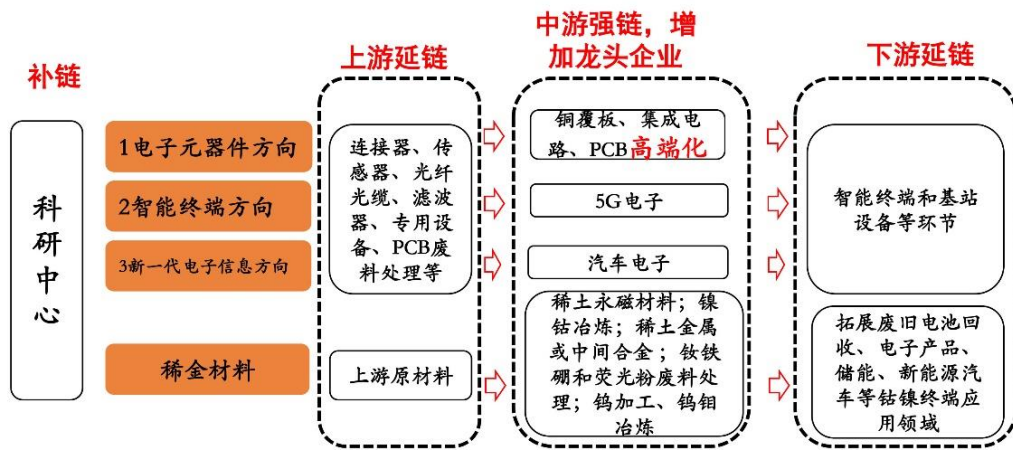 补链
科研中心
1电子元器件方向
2智能终端方向
3新一代电子信息方向
稀金材料
上游延链
连接器、传
感器、光纤
光缆、滤波
器、专用设
备、PCB废
料处理等
上游原材料
中游强链，增
加龙头企业
铜覆板、集成电
路、PCB高端化
5G电子
汽车电子
稀土永磁材料；镍
钴冶炼；稀土金属
或中间合金；钕铁
硼和荧光粉废料处
理；钨加工、钨钼
冶炼
下游延链
智能终端和基站
设备等环节
拓展废旧电池回
收、电子产品、
储能、新能源汽
车等钴镍终端应
用领域